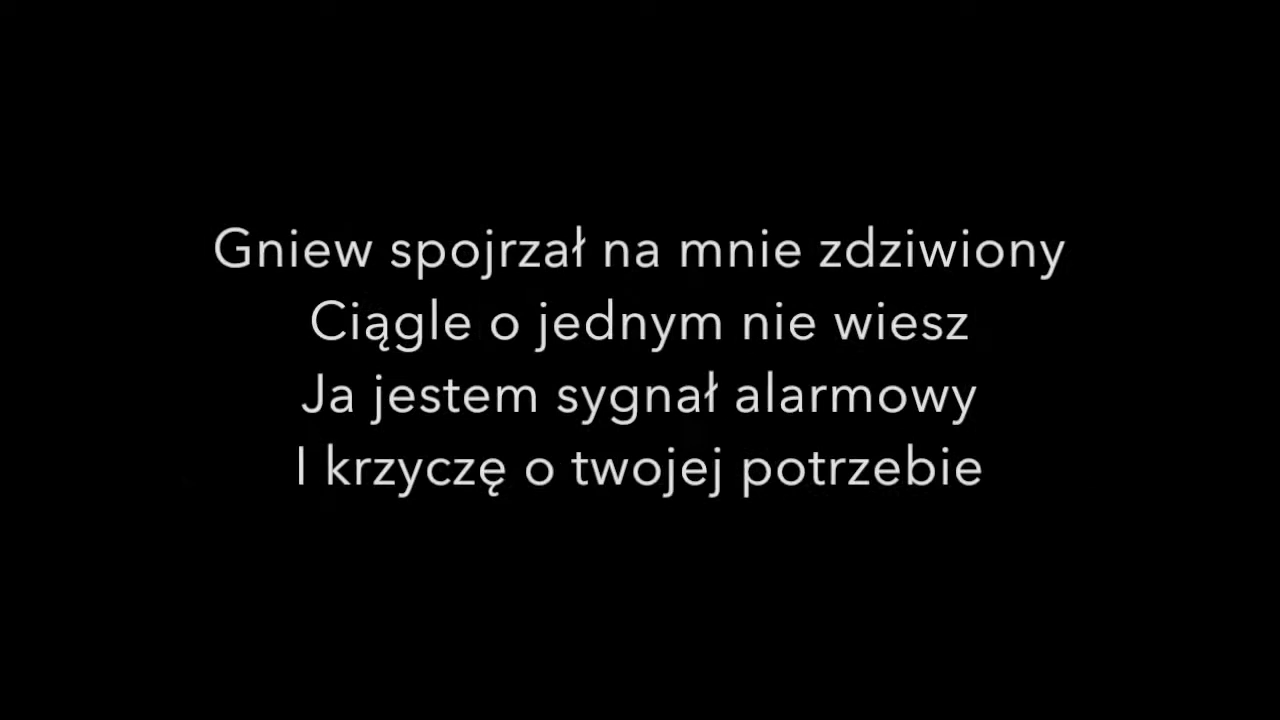 Gniew spojrzał na mnie zdziwiony
Ciągle o jednym nie wiesz
Ja jestem sygnał alarmowy
I krzyczę o twojej potrzebie